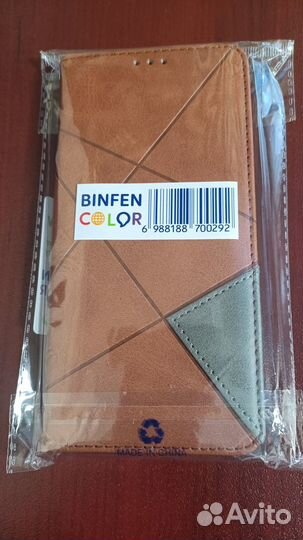 BINFEN
COLOR
6 988188 700292
MADE IN CHINA
Avito